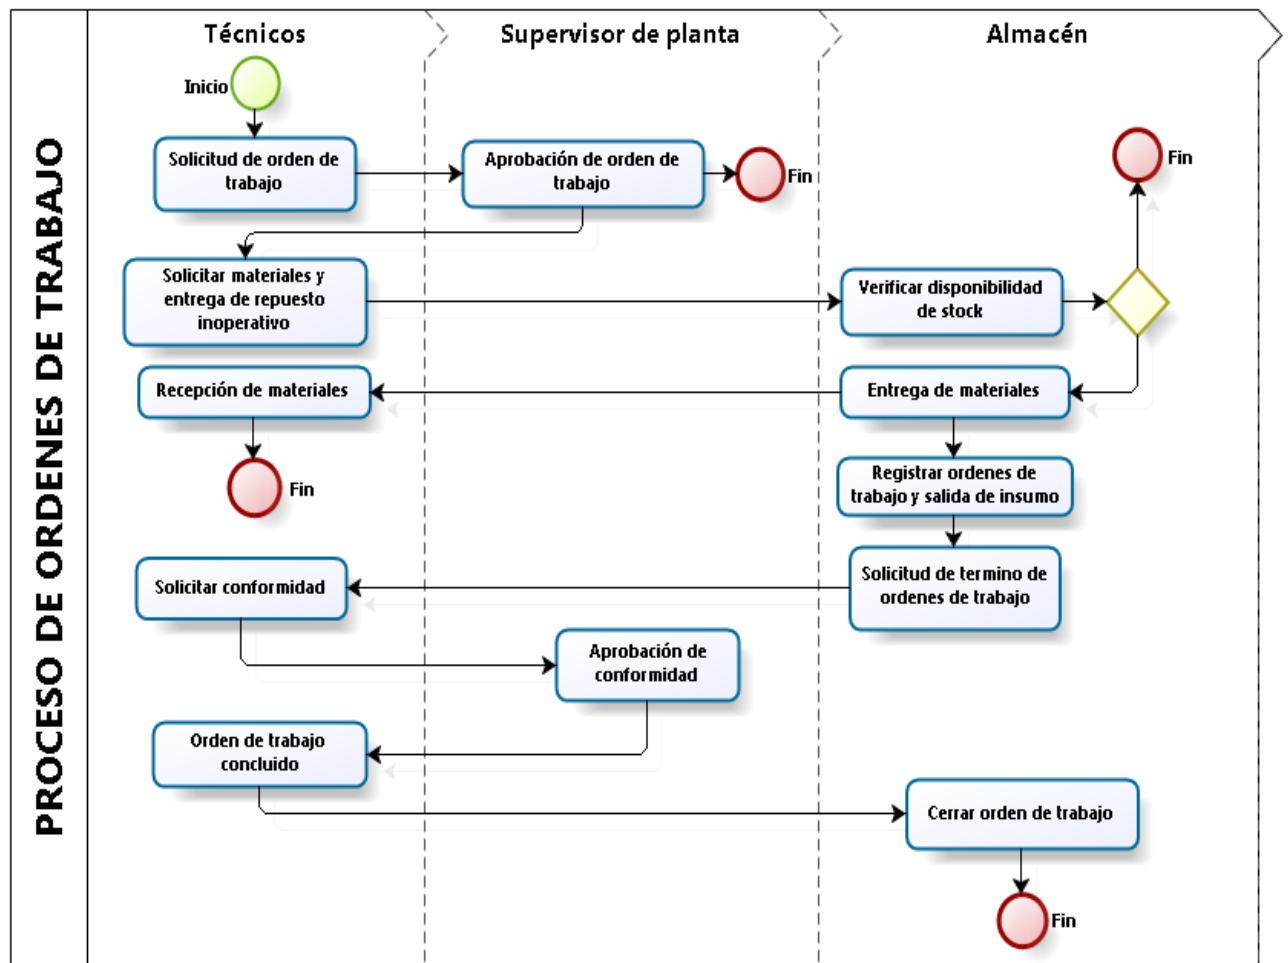 PROCESO DE ORDENES DE TRABAJO
Técnicos
Supervisor de planta
Almacén
Inicio
Solicitud de orden de
trabajo
Aprobación de orden de
trabajo
Fin
Fin
Solicitar materiales y
entrega de repuesto
inoperativo
Verificar disponibilidad
de stock
Recepción de materiales
Entrega de materiales
Fin
Registrar ordenes de
trabajo y salida de insumo
Solicitar conformidad
Solicitud de termino de
ordenes de trabajo
Aprobación de
conformidad
Orden de trabajo
concluido
Cerrar orden de trabajo
Fin